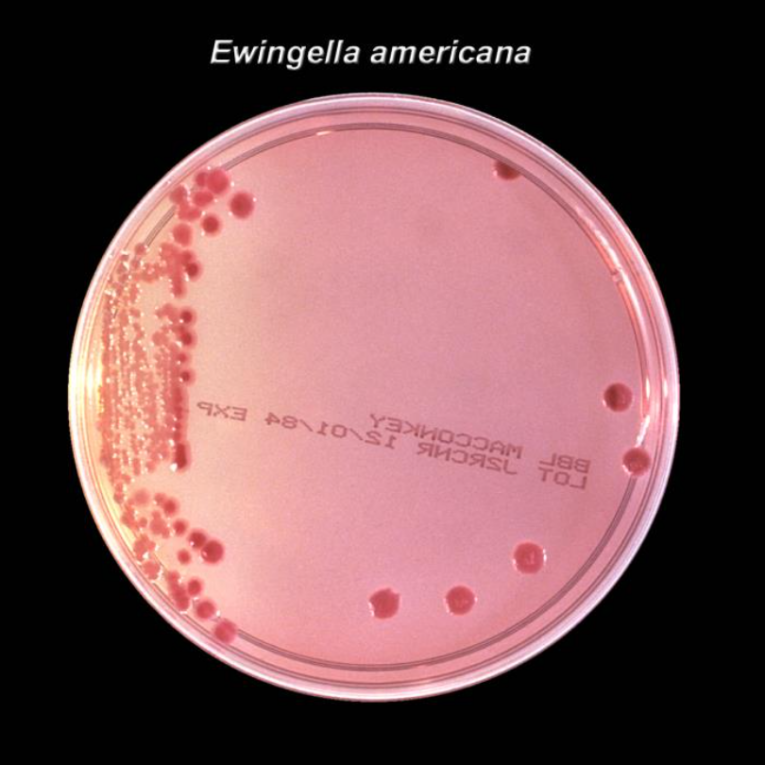 Ewingella americana
BBL MACCONKEY
LOT J2RCNR 12/01/84 EXP